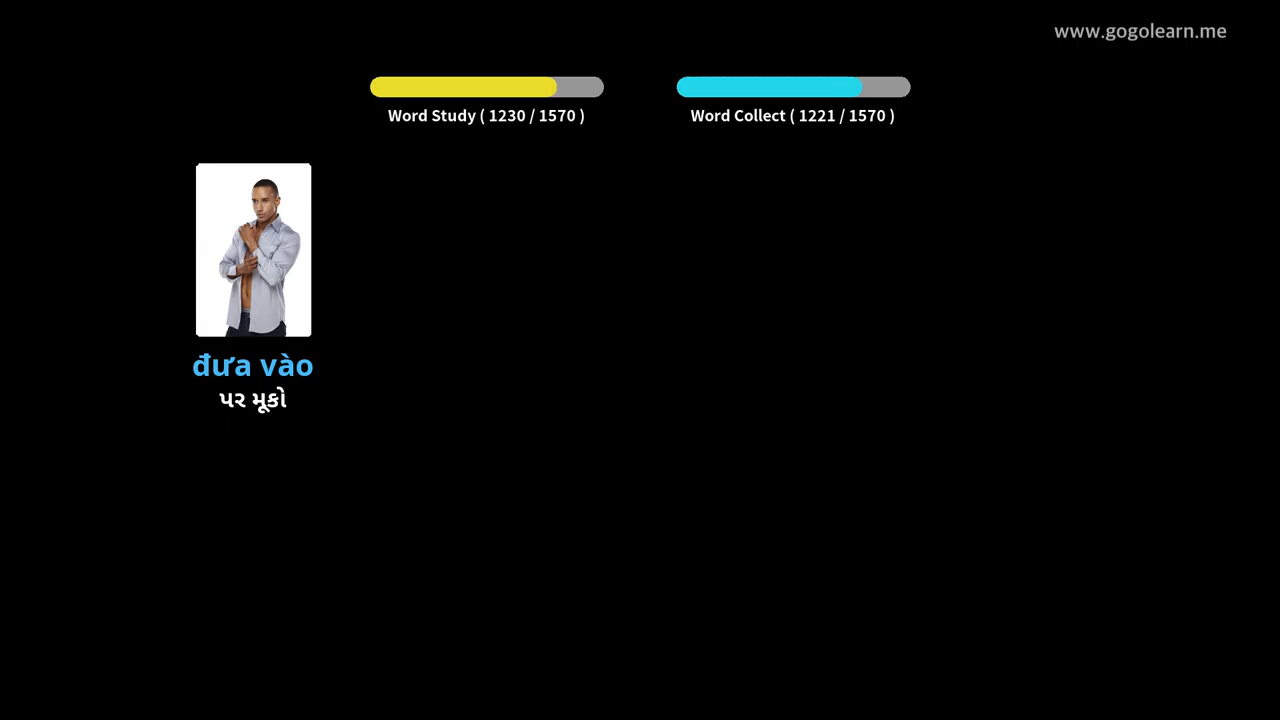 www.gogolearn.me
Word Study ( 1230 / 1570 )
Word Collect ( 1221 / 1570 )
đưa vào
પર મૂકો